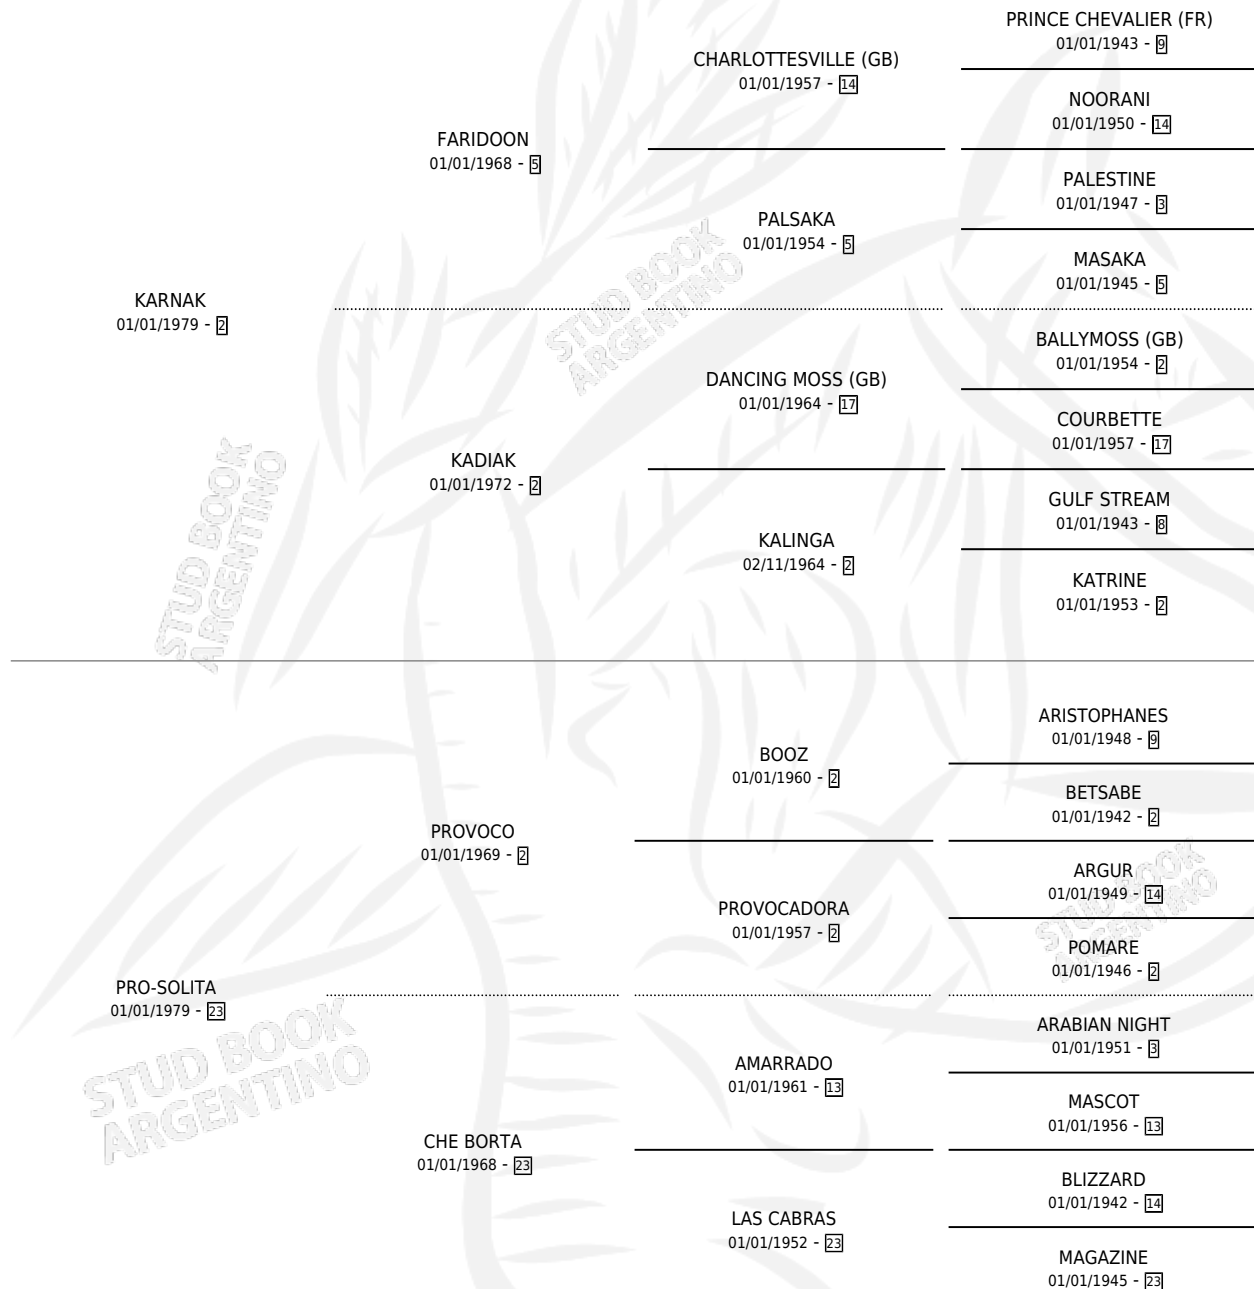 PRINCE CHEVALIER (FR)
01/01/1943 - 9
CHARLOTTESVILLE (GB)
01/01/1957 - 14
NOORANI
01/01/1950 - 14
FARIDOON
01/01/1968 - 5
PALESTINE
01/01/1947 - 3
PALSAKA
01/01/1954 - 5
MASAKA
01/01/1945 - 5
KARNAK
01/01/1979 - 2
BALLYMOSS (GB)
01/01/1954 - 2
DANCING MOSS (GB)
01/01/1964 - 17
COURBETTE
01/01/1957 - 17
KADIAK
01/01/1972 - 2
GULF STREAM
01/01/1943 - 8
KALINGA
02/11/1964 - 2
KATRINE
01/01/1953 - 2
ARISTOPHANES
01/01/1948 - 9
BOOZ
01/01/1960 - 2
BETSABE
01/01/1942 - 2
PROVOCO
01/01/1969 - 2
ARGUR
01/01/1949 - 14
PROVOCADORA
01/01/1957 - 2
POMARE
01/01/1946 - 2
PRO-SOLITA
01/01/1979 - 23
ARABIAN NIGHT
01/01/1951 - 3
AMARRADO
01/01/1961 - 13
MASCOT
01/01/1956 - 13
CHE BORTA
01/01/1968 - 23
BLIZZARD
01/01/1942 - 14
LAS CABRAS
01/01/1952 - 23
MAGAZINE
01/01/1945 - 23
STUD BOOK
ARGENTINO
STUD BOOK
ARGENTINO
STUD BOOK
ARGENTINO
STUD BOOK
ARGENTINO